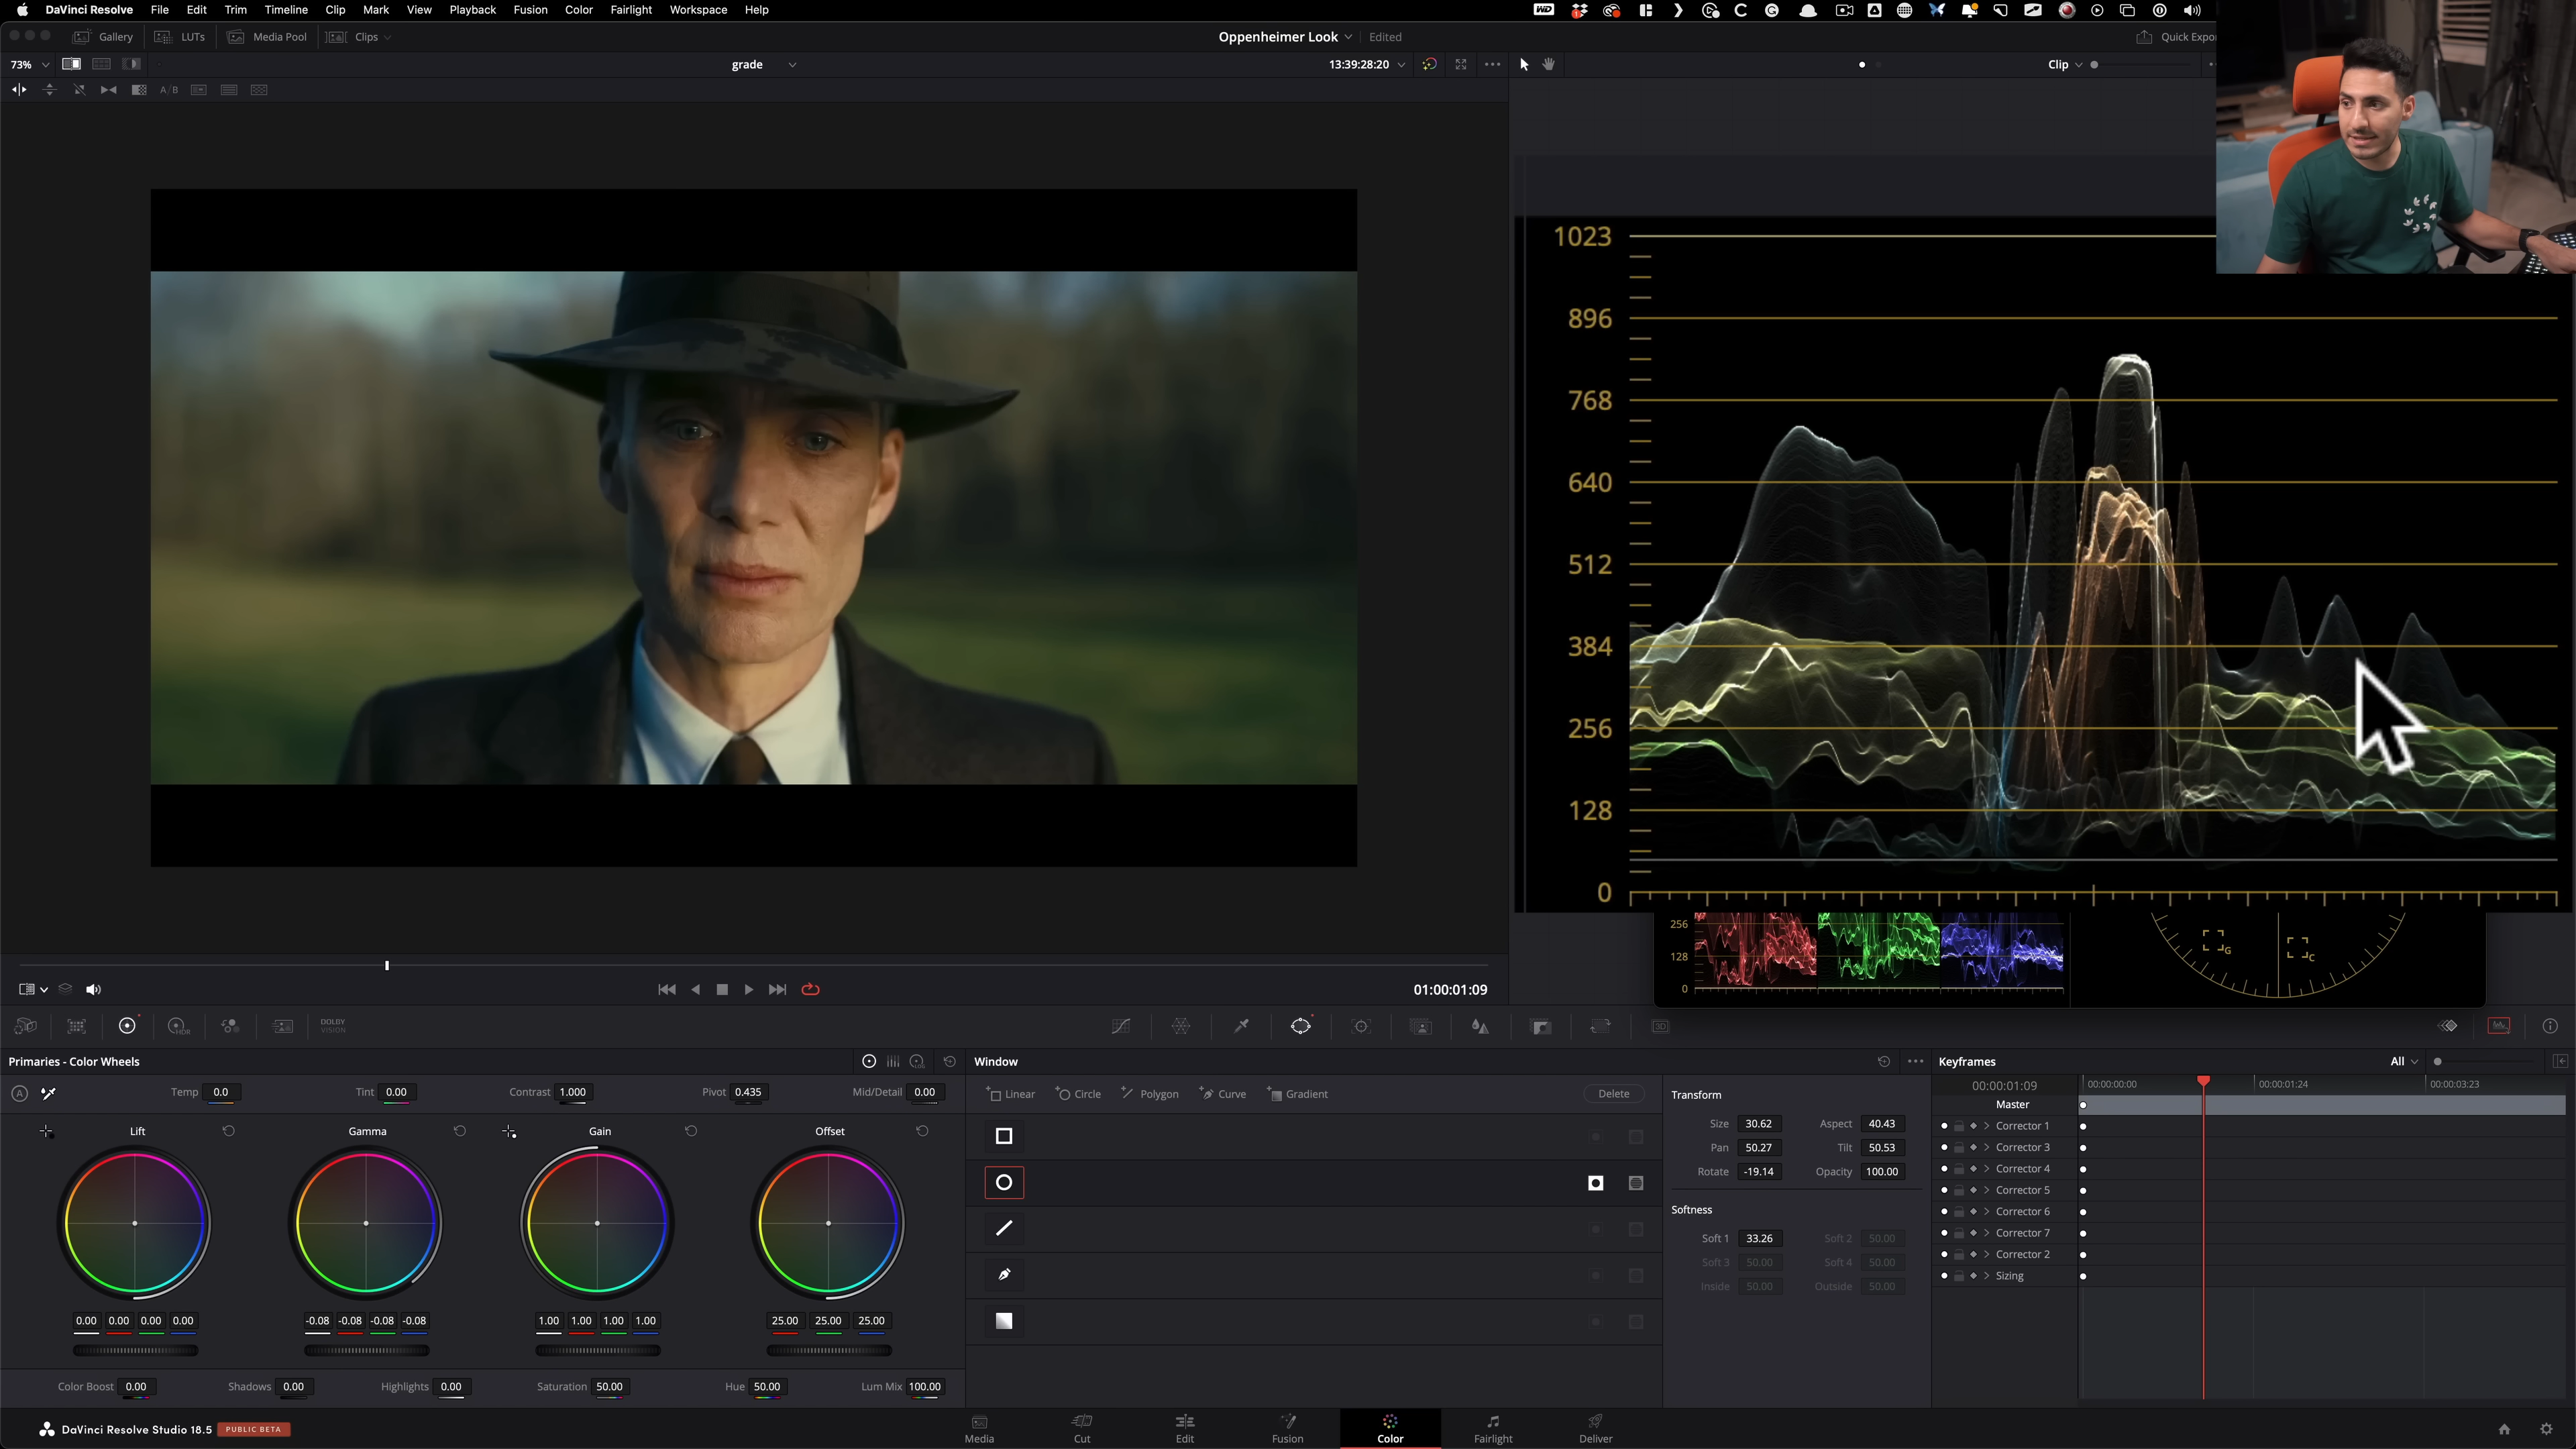 DaVinci Resolve File Edit Trim Timeline Clip Mark View Playback Fusion Color Fairlight Workspace Help
Gallery LUTs Media Pool Clips Oppenheimer Look Edited Quick Expo
73% grade 13:39:28:20 Clip
A/B
1023
896
768
640
512
384
256
128
0
256
128
0
G
C
01:00:01:09
HDR DOLBY VISION 3D
Primaries - Color Wheels LOG Window Keyframes All
A Temp 0.0 Tint 0.00 Contrast 1.000 Pivot 0.435 Mid/Detail 0.00
Linear Circle Polygon Curve Gradient Delete
Transform
Size 30.62 Aspect 40.43
Pan 50.27 Tilt 50.53
Rotate -19.14 Opacity 100.00
Softness
Soft 1 33.26 Soft 2 50.00
Soft 3 50.00 Soft 4 50.00
Inside 50.00 Outside 50.00
00:00:01:09 00:00:00:00 00:00:01:24 00:00:03:23
Master
Corrector 1
Corrector 3
Corrector 4
Corrector 5
Corrector 6
Corrector 7
Corrector 2
Sizing
Lift Gamma Gain Offset
0.00 0.00 0.00 0.00 -0.08 -0.08 -0.08 -0.08 1.00 1.00 1.00 1.00 25.00 25.00 25.00
Color Boost 0.00 Shadows 0.00 Highlights 0.00 Saturation 50.00 Hue 50.00 Lum Mix 100.00
DaVinci Resolve Studio 18.5 PUBLIC BETA
Media Cut Edit Fusion Color Fairlight Deliver